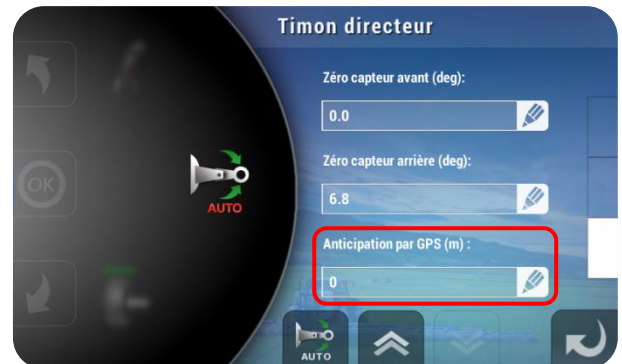 Timon directeur
Zéro capteur avant (deg):
0.0
Zéro capteur arrière (deg):
6.8
OK
AUTO
Anticipation par GPS (m) :
0
AUTO